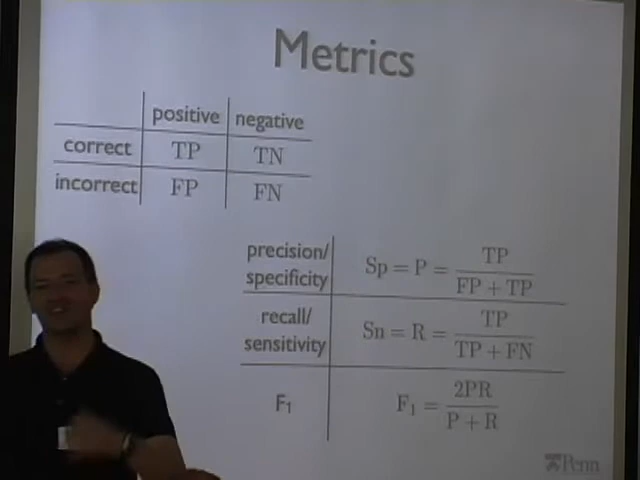 Metrics
positive negative
correct TP TN
incorrect FP FN
precision/
specificity Sp = P = TP / FP + TP
recall/
sensitivity Sn = R = TP / TP + FN
F₁ F₁ = 2PR / P + R
Penn